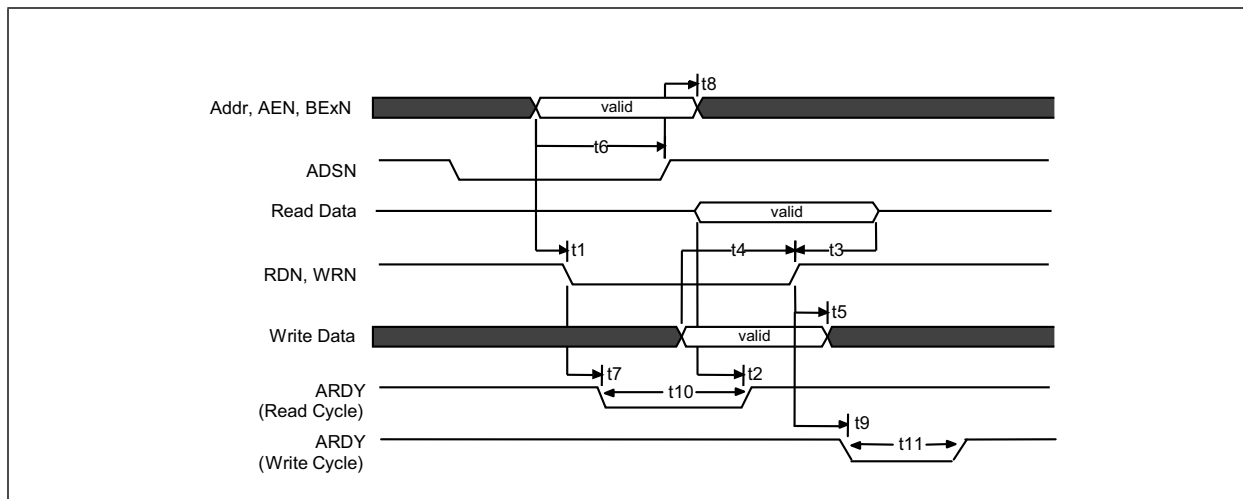 t8
Addr, AEN, BExN valid
t6
ADSN
Read Data valid
t1 t4 t3
RDN, WRN
t5
Write Data valid
t7 t10 t2
ARDY
(Read Cycle)
t9
ARDY t11
(Write Cycle)